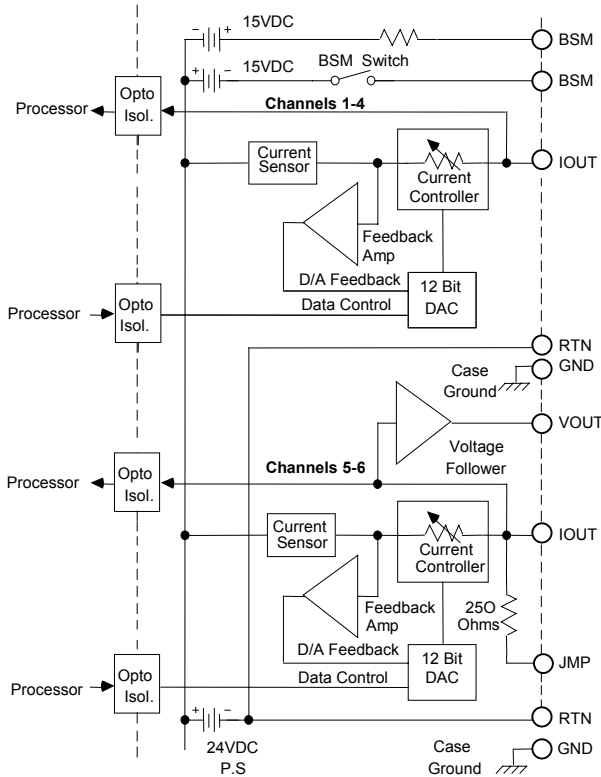 - + 15VDC
BSM
+ - 15VDC
BSM Switch
BSM
Channels 1-4
Opto
Isol.
Processor
Current
Sensor
Current
Controller
IOUT
Feedback
Amp
D/A Feedback
Data Control
12 Bit
DAC
Opto
Isol.
Processor
RTN
GND
Case
Ground
VOUT
Voltage
Follower
Channels 5-6
Opto
Isol.
Processor
Current
Sensor
Current
Controller
IOUT
Feedback
Amp
25O
Ohms
D/A Feedback
Data Control
12 Bit
DAC
JMP
Opto
Isol.
Processor
+ -
RTN
24VDC
P.S
Case
Ground
GND